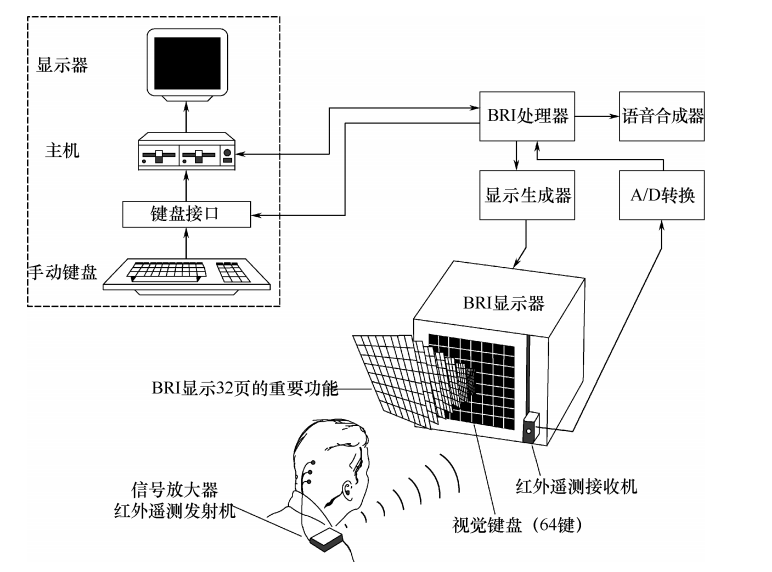 显示器
主机
键盘接口
手动键盘
BRI处理器
语音合成器
显示生成器
A/D转换
BRI显示器
BRI显示32页的重要功能
信号放大器
红外遥测发射机
红外遥测接收机
视觉键盘（64键）